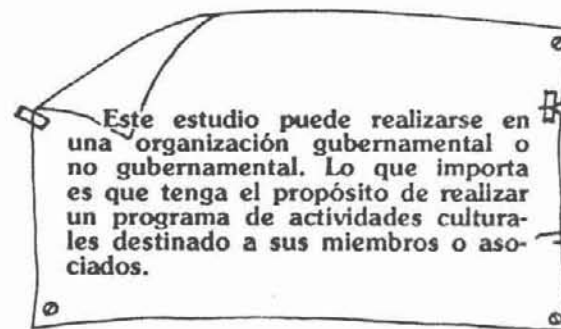 Este estudio puede realizarse en
una organización gubernamental o
no gubernamental. Lo que importa
es que tenga el propósito de realizar
un programa de actividades cultura-
les destinado a sus miembros o aso-
ciados.